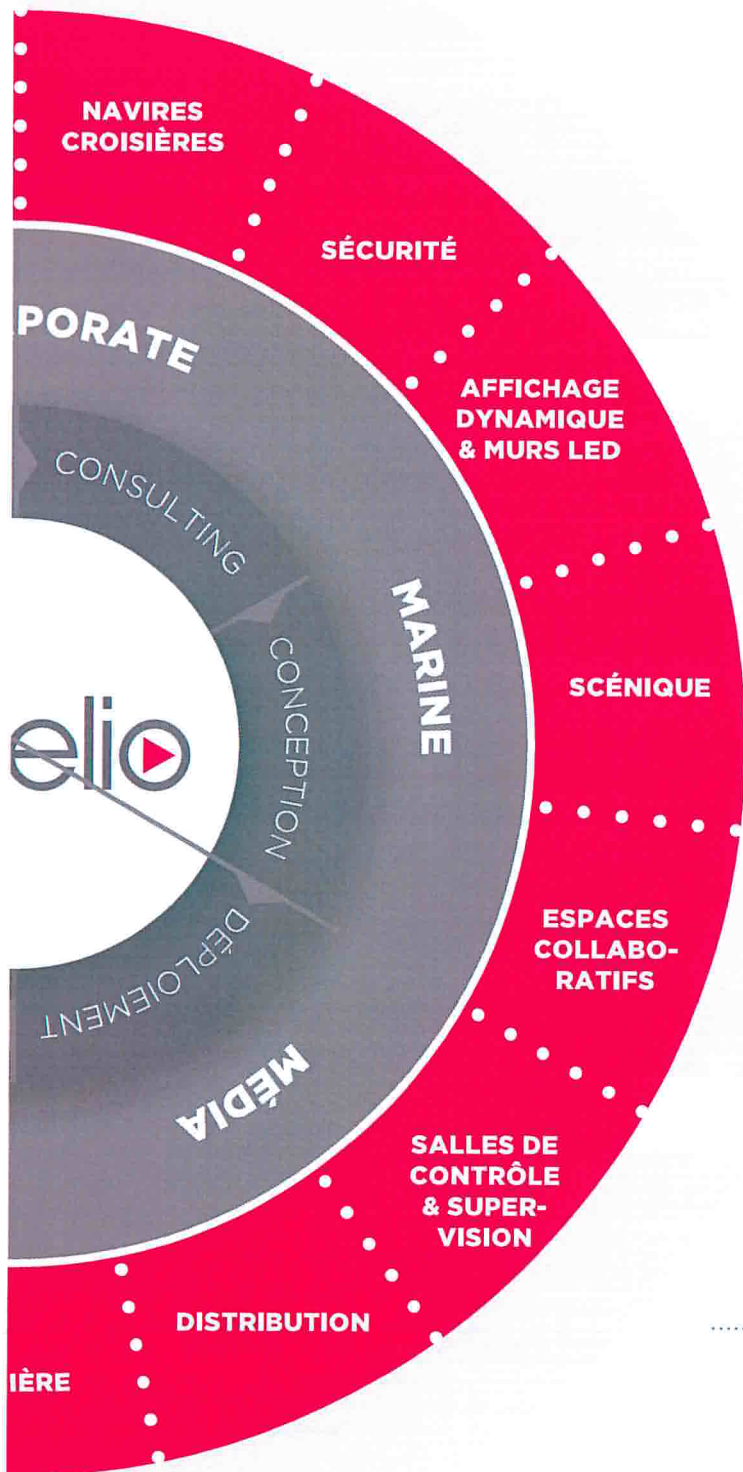 NAVIRES
CROISIÈRES
SÉCURITÉ
PORATE
AFFICHAGE
DYNAMIQUE
& MURS LED
CONSULTING
MARINE
CONCEPTION
SCÉNIQUE
elio
ESPACES
COLLABO-
RATIFS
DÉPLOIEMENT
MÉDIA
SALLES DE
CONTRÔLE
& SUPER-
VISION
DISTRIBUTION
IÈRE